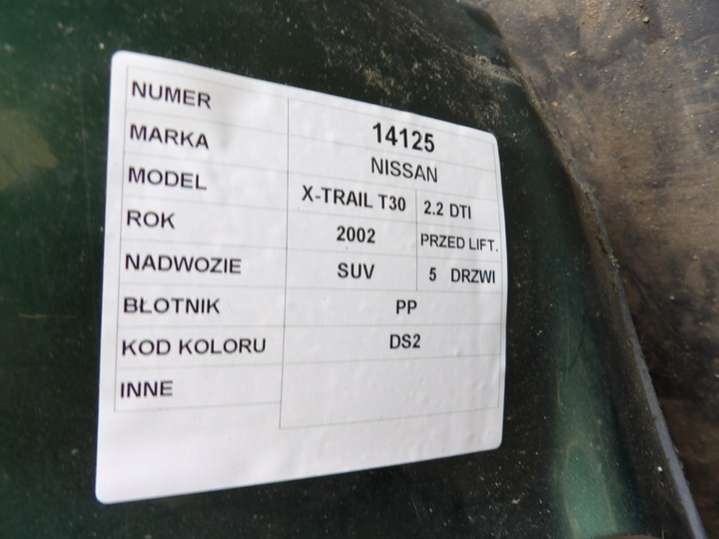 NUMER 14125
MARKA NISSAN
MODEL X-TRAIL T30 2.2 DTI
ROK 2002 PRZED LIFT.
NADWOZIE SUV 5 DRZWI
BŁOTNIK PP
KOD KOLORU DS2
INNE